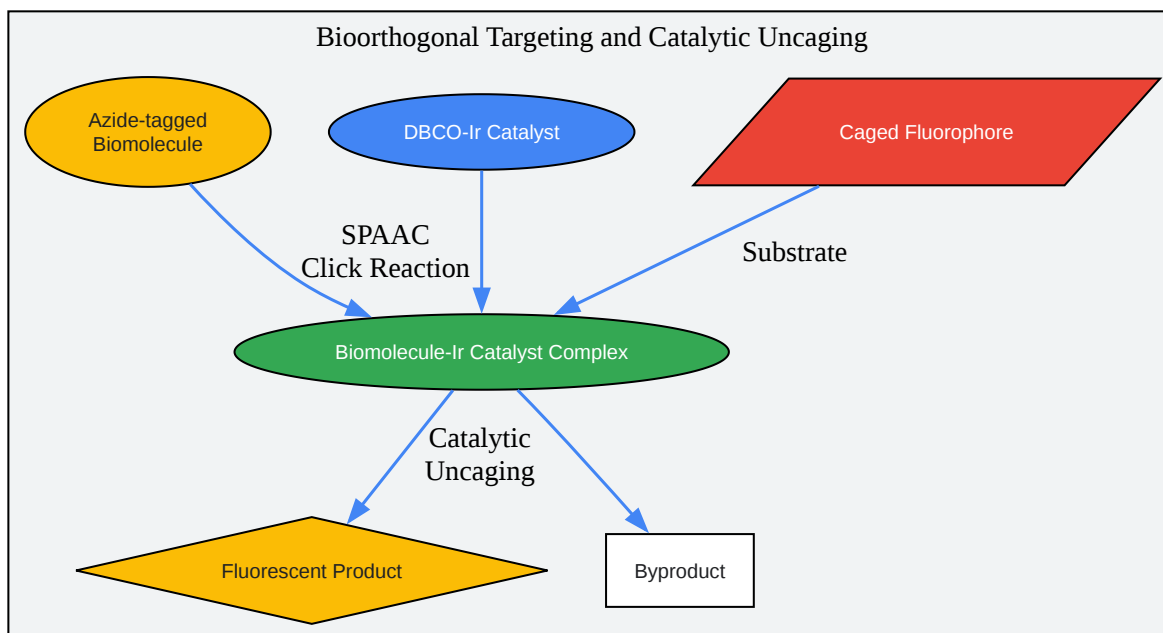 Bioorthogonal Targeting and Catalytic Uncaging
Azide-tagged
Biomolecule
DBCO-Ir Catalyst
Caged Fluorophore
SPAAC
Click Reaction
Substrate
Biomolecule-Ir Catalyst Complex
Catalytic
Uncaging
Fluorescent Product
Byproduct